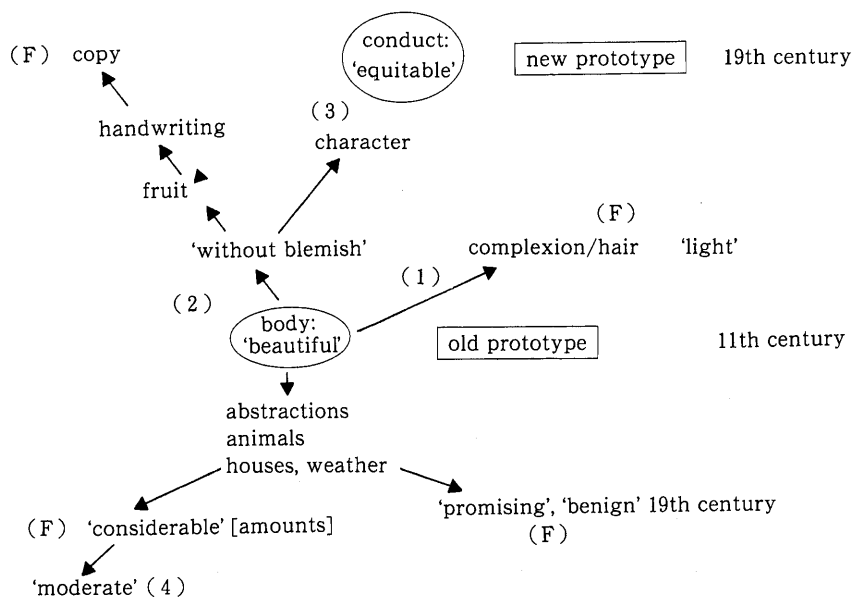 (F) copy
conduct:
'equitable'
new prototype
19th century
(3)
handwriting
character
fruit
(F)
'without blemish'
complexion/hair 'light'
(1)
(2)
body:
'beautiful'
old prototype
11th century
abstractions
animals
houses, weather
'promising', 'benign' 19th century
(F) 'considerable' [amounts]
(F)
'moderate' (4)